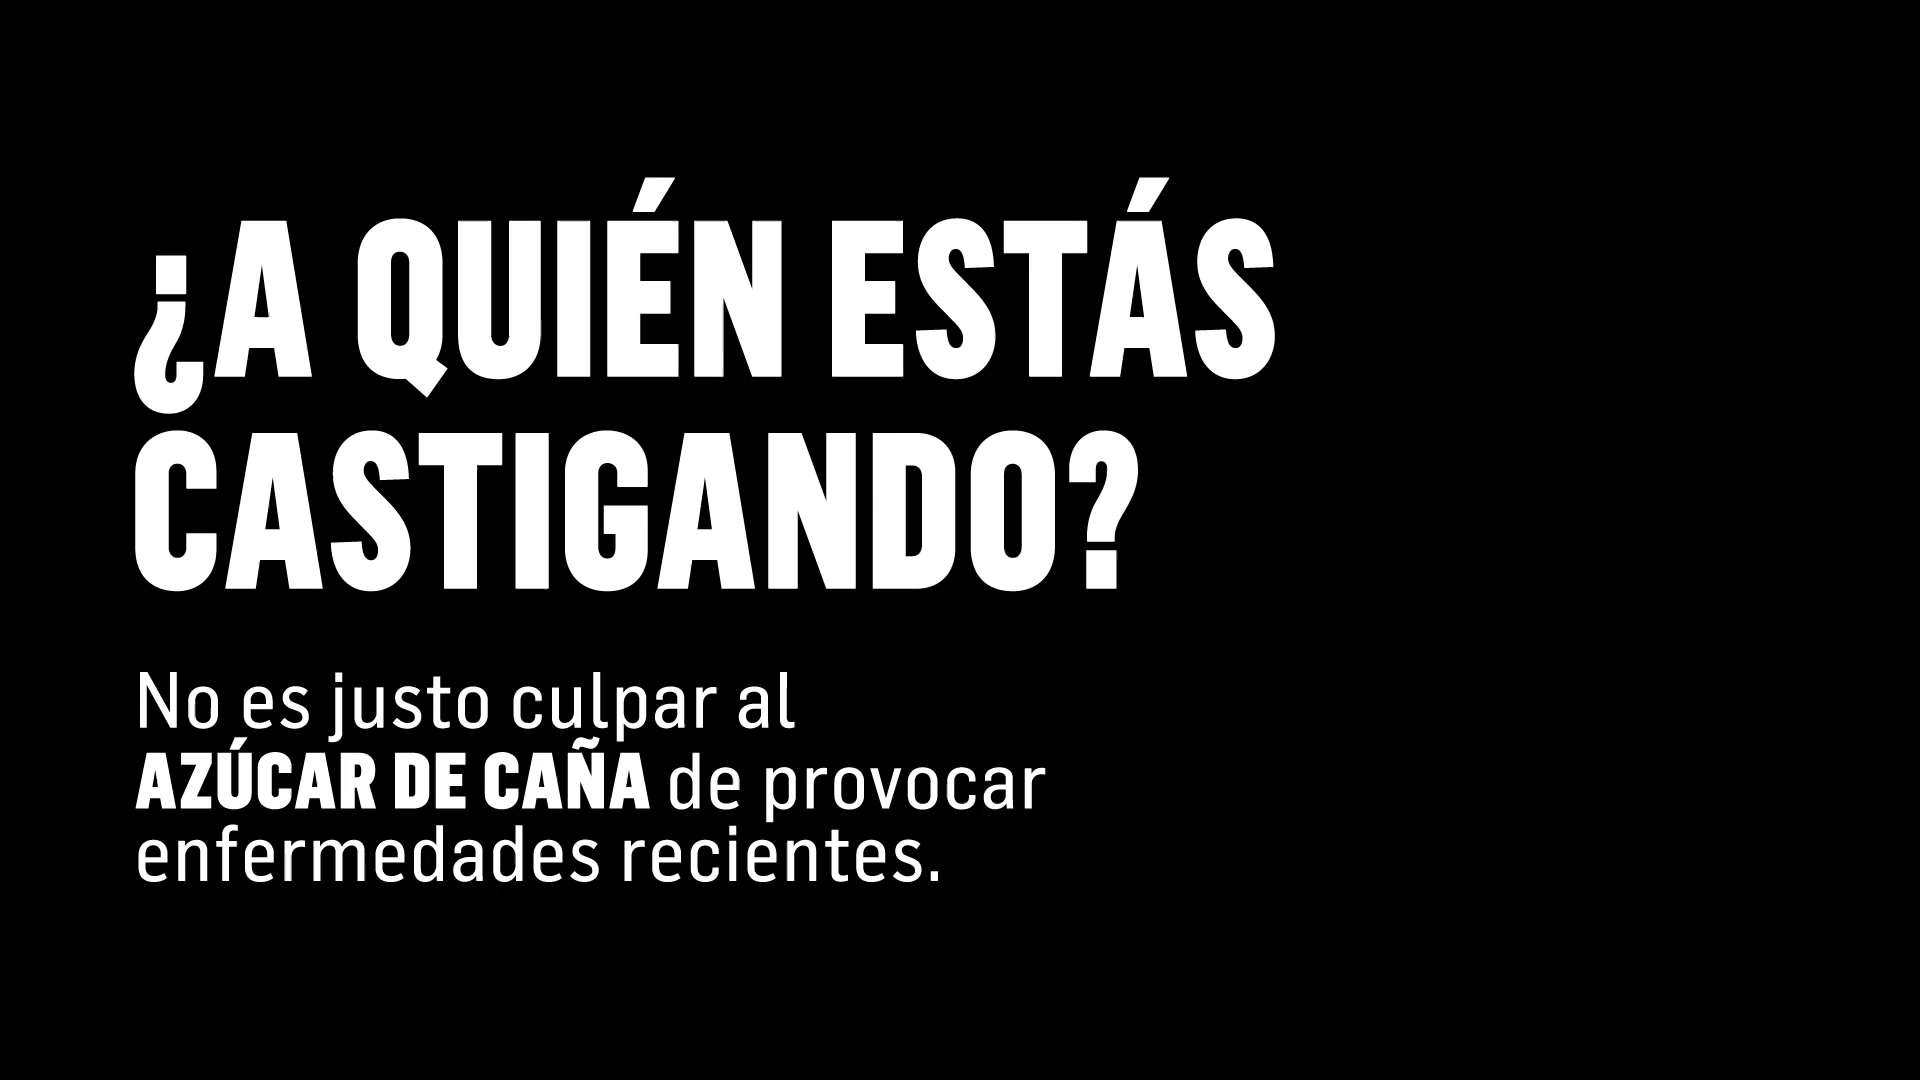 ¿A QUIÉN ESTÁS
CASTIGANDO?
No es justo culpar al
AZÚCAR DE CAÑA de provocar
enfermedades recientes.